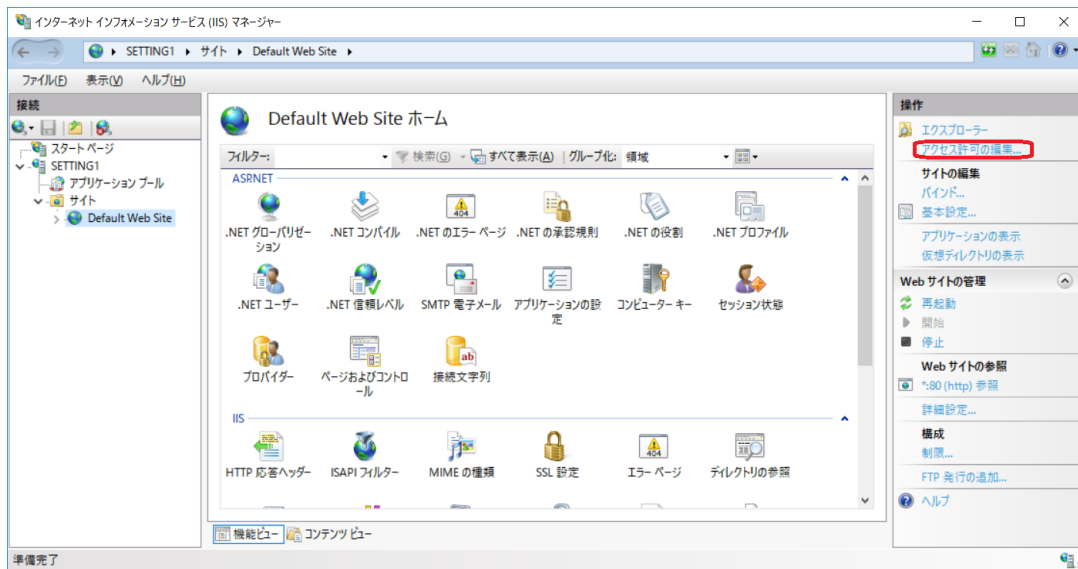 インターネット インフォメーション サービス (IIS) マネージャー
SETTING1 サイト Default Web Site
ファイル(F) 表示(V) ヘルプ(H)
接続
スタート ページ
SETTING1
アプリケーション プール
サイト
Default Web Site
Default Web Site ホーム
フィルター: 検索(G) すべて表示(A) グループ化: 領域
ASP.NET
.NET グローバリゼー
ション
.NET コンパイル
.NET のエラー ページ
.NET の承認規則
.NET の役割
.NET プロファイル
.NET ユーザー
.NET 信頼レベル
SMTP 電子メール
アプリケーションの設
定
コンピューター キー
セッション状態
プロバイダー
ページおよびコントロ
ール
接続文字列
IIS
HTTP 応答ヘッダー
ISAPI フィルター
MIME の種類
SSL 設定
エラー ページ
ディレクトリの参照
機能ビュー コンテンツ ビュー
操作
エクスプローラー
アクセス許可の編集...
サイトの編集
バインド...
基本設定...
アプリケーションの表示
仮想ディレクトリの表示
Web サイトの管理
再起動
開始
停止
Web サイトの参照
*:80 (http) 参照
詳細設定...
構成
制限...
FTP 発行の追加...
ヘルプ
準備完了